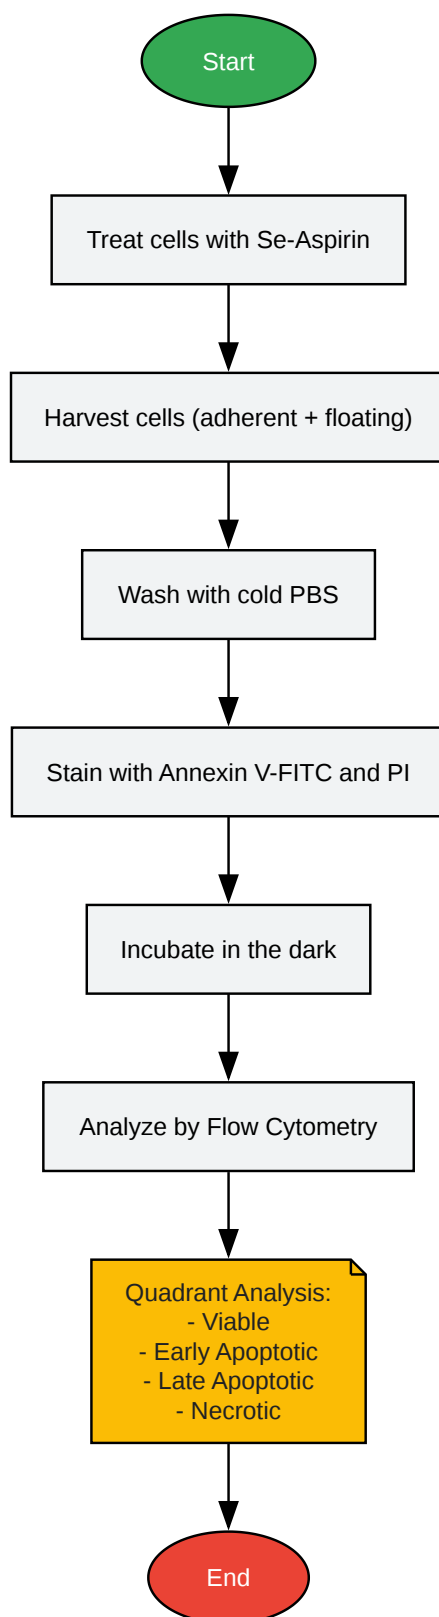 Start
Treat cells with Se-Aspirin
Harvest cells (adherent + floating)
Wash with cold PBS
Stain with Annexin V-FITC and PI
Incubate in the dark
Analyze by Flow Cytometry
Quadrant Analysis:
- Viable
- Early Apoptotic
- Late Apoptotic
- Necrotic
End